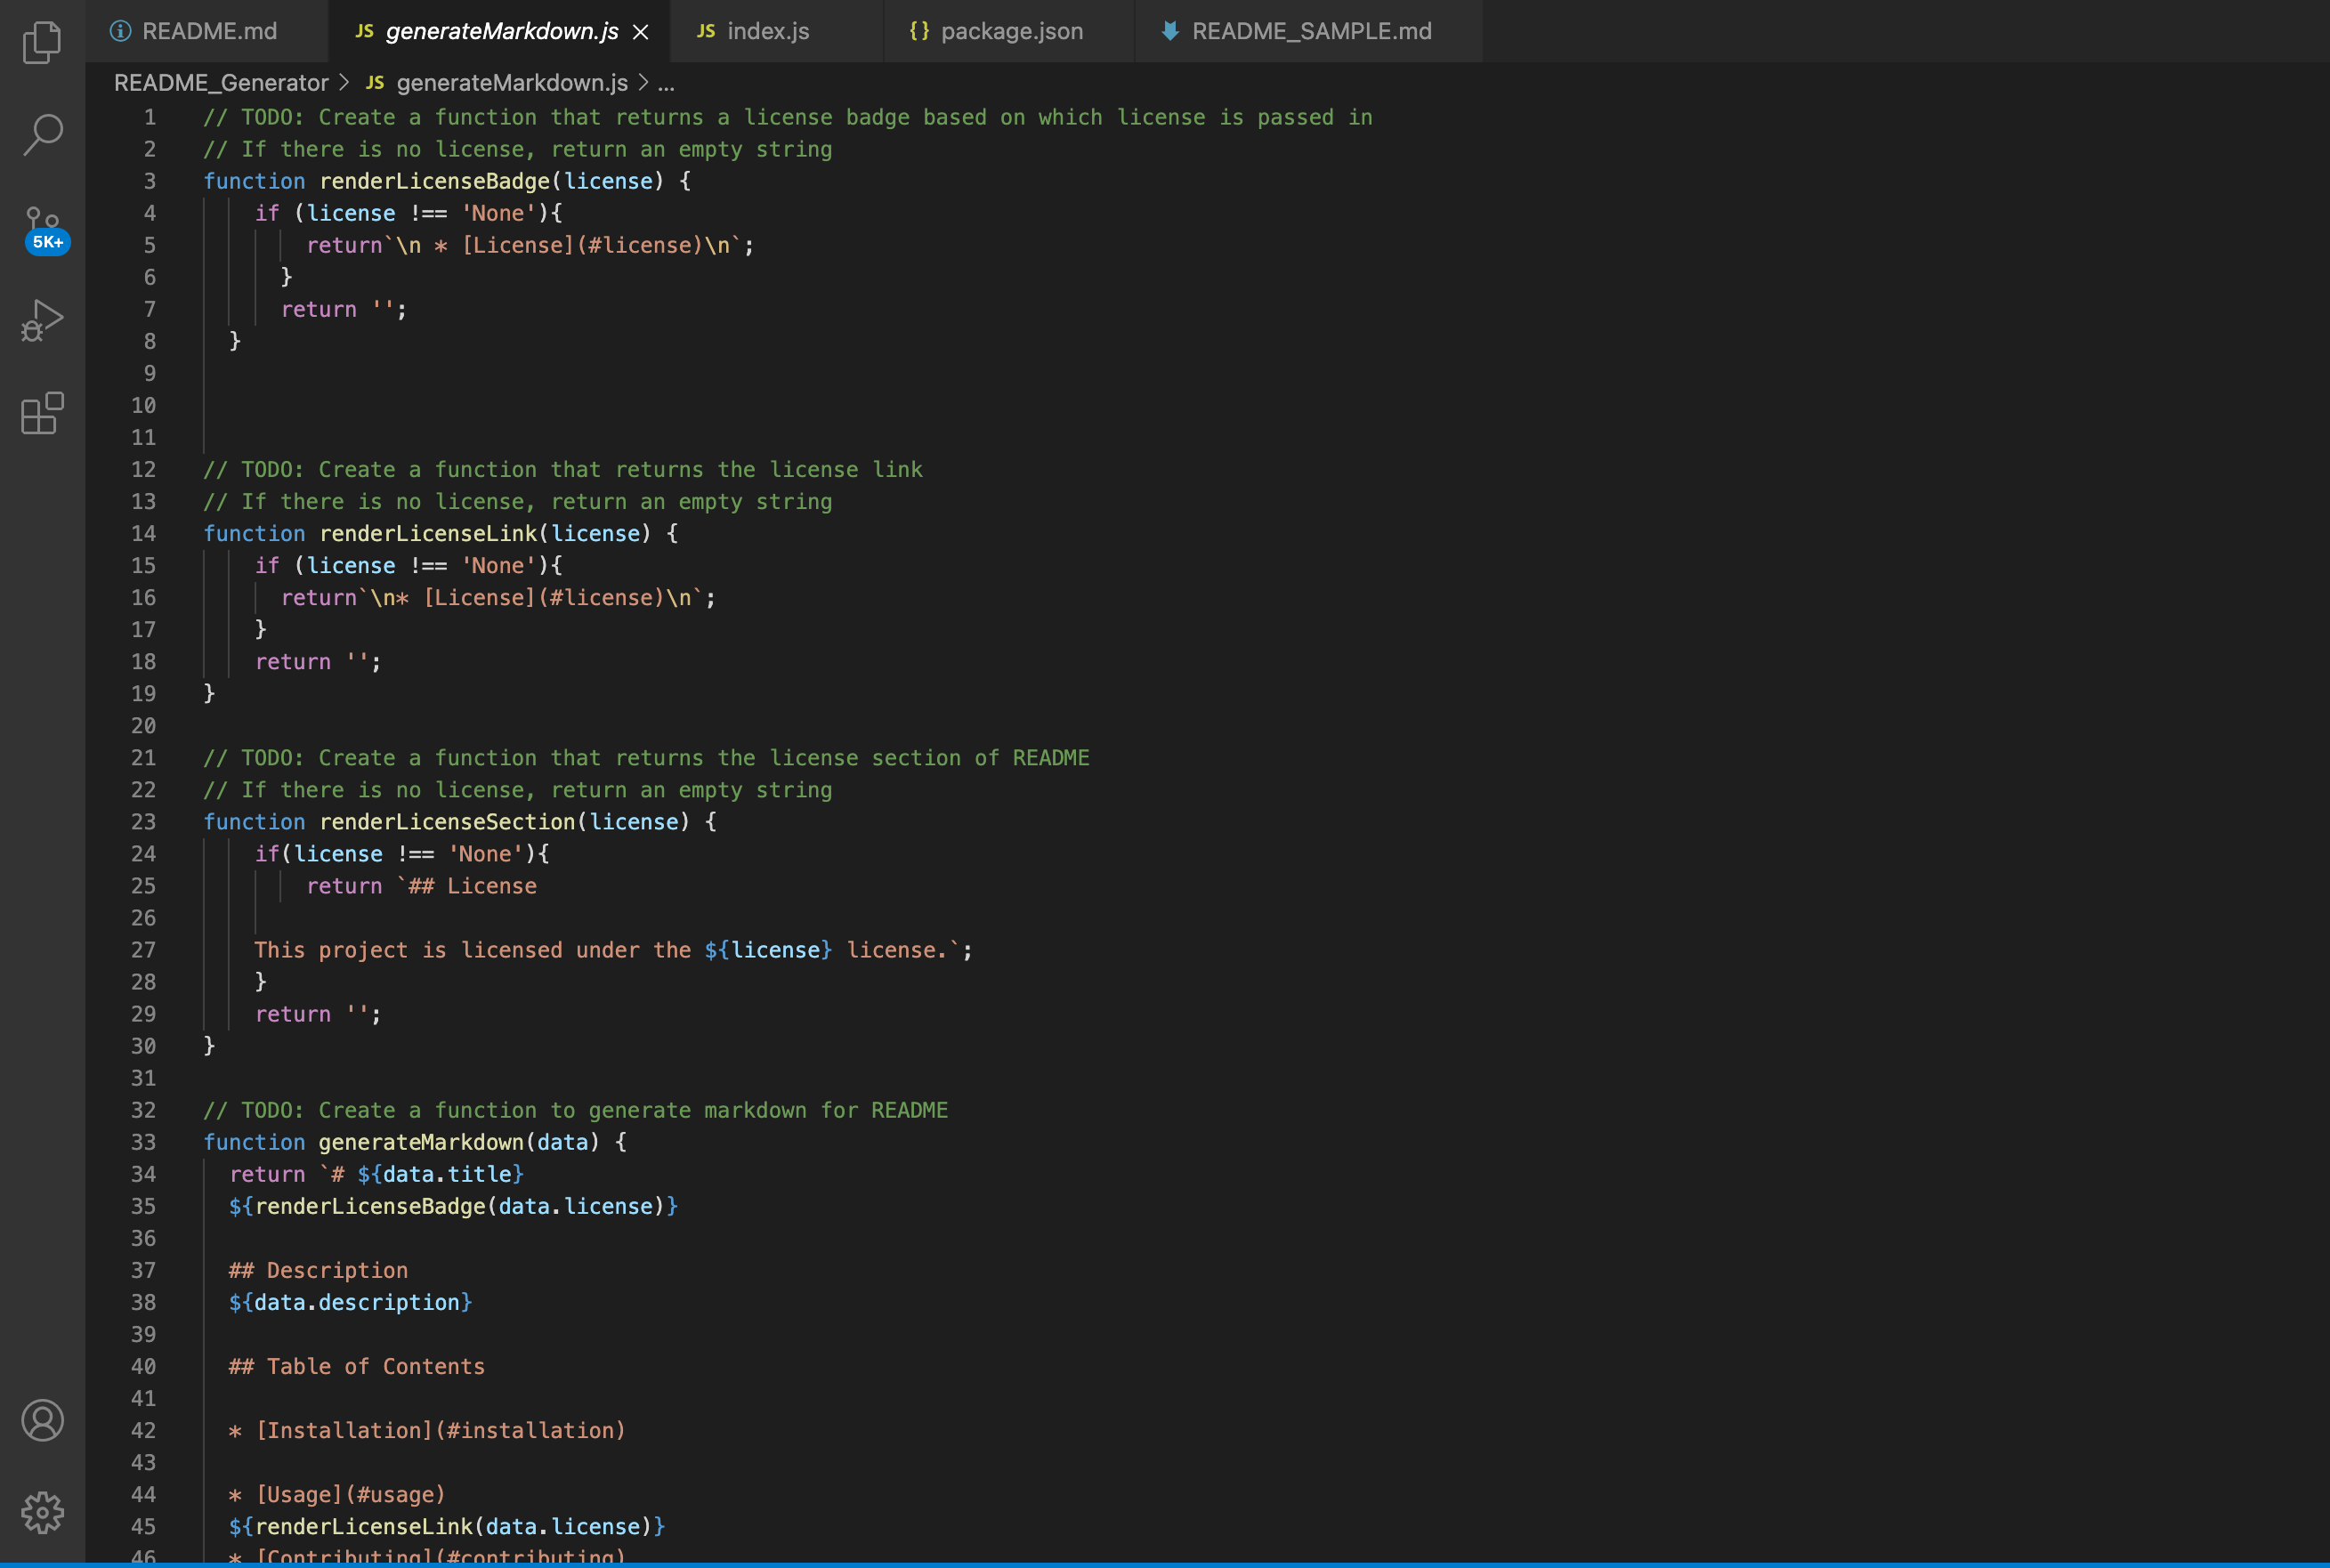 README.md JS generateMarkdown.js JS index.js {} package.json README_SAMPLE.md
README_Generator > JS generateMarkdown.js > ...
5K+
1 // TODO: Create a function that returns a license badge based on which license is passed in
2 // If there is no license, return an empty string
3 function renderLicenseBadge(license) {
4 if (license !== 'None'){
5 return`\n * [License](#license)\n`;
6 }
7 return '';
8 }
9
10
11
12 // TODO: Create a function that returns the license link
13 // If there is no license, return an empty string
14 function renderLicenseLink(license) {
15 if (license !== 'None'){
16 return`\n* [License](#license)\n`;
17 }
18 return '';
19 }
20
21 // TODO: Create a function that returns the license section of README
22 // If there is no license, return an empty string
23 function renderLicenseSection(license) {
24 if(license !== 'None'){
25 return `## License
26
27 This project is licensed under the ${license} license.`;
28 }
29 return '';
30 }
31
32 // TODO: Create a function to generate markdown for README
33 function generateMarkdown(data) {
34 return `# ${data.title}
35 ${renderLicenseBadge(data.license)}
36
37 ## Description
38 ${data.description}
39
40 ## Table of Contents
41
42 * [Installation](#installation)
43
44 * [Usage](#usage)
45 ${renderLicenseLink(data.license)}
46 * [Contributing](#contributing)